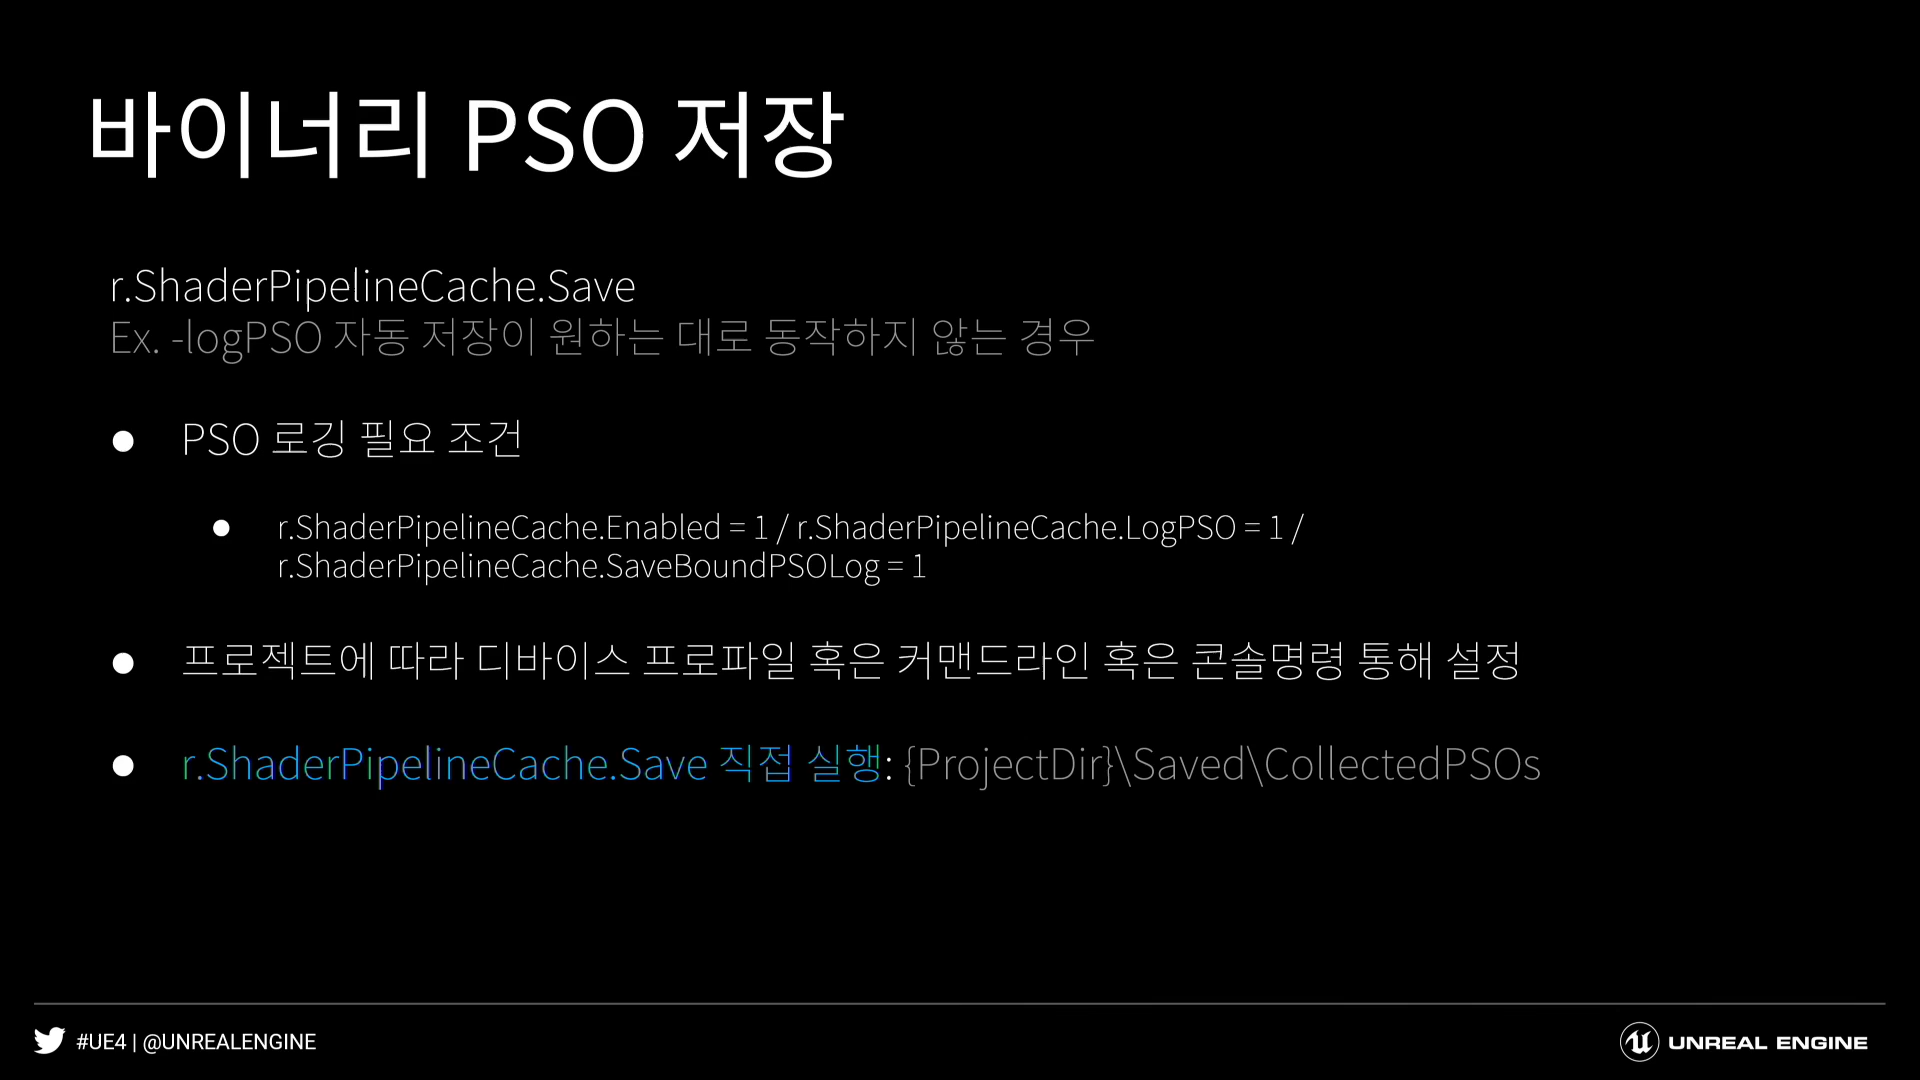 바이너리 PSO 저장
r.ShaderPipelineCache.Save
Ex. -logPSO 자동 저장이 원하는 대로 동작하지 않는 경우
● PSO 로깅 필요 조건
● r.ShaderPipelineCache.Enabled = 1 / r.ShaderPipelineCache.LogPSO = 1 /
r.ShaderPipelineCache.SaveBoundPSOLog = 1
● 프로젝트에 따라 디바이스 프로파일 혹은 커맨드라인 혹은 콘솔명령 통해 설정
● r.ShaderPipelineCache.Save 직접 실행: {ProjectDir}\Saved\CollectedPSOs
#UE4 | @UNREALENGINE
UNREAL ENGINE